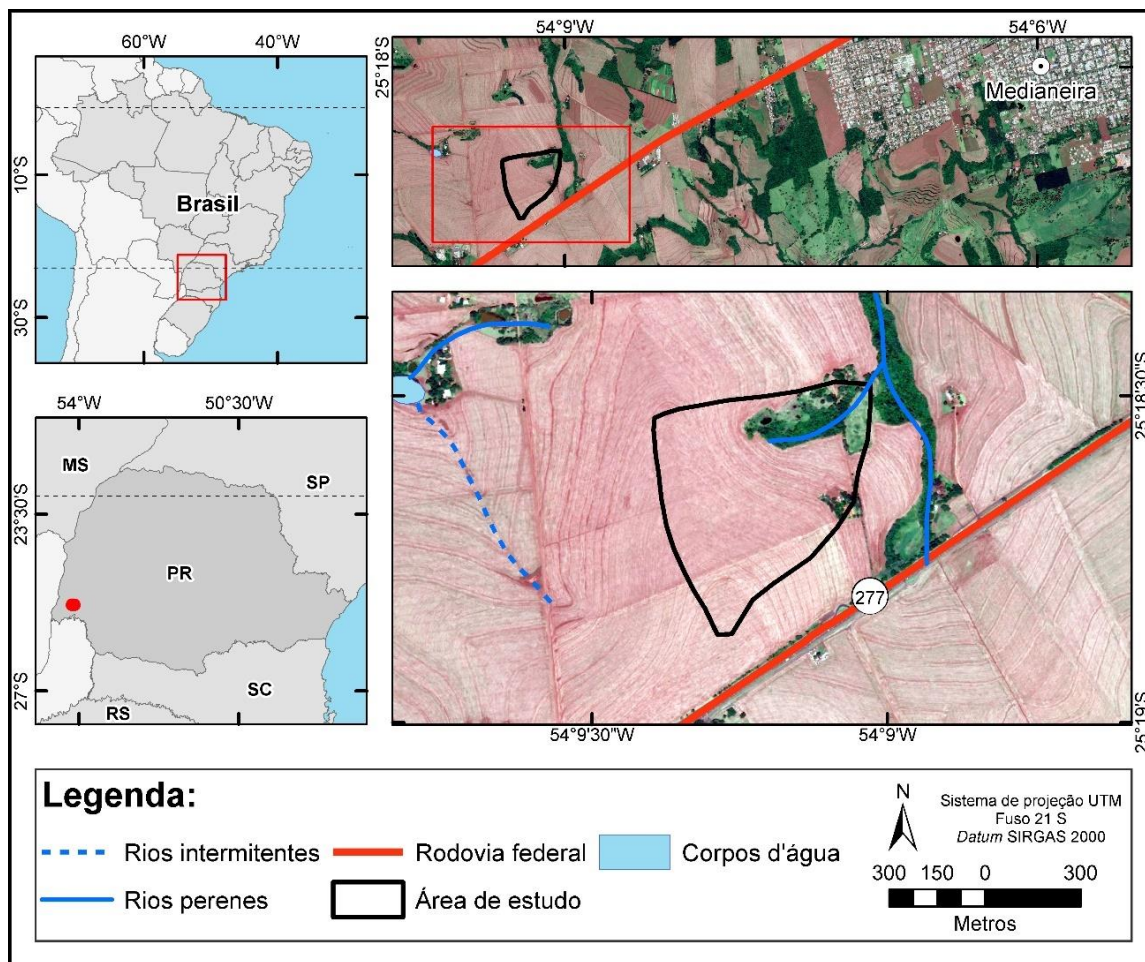 60°W 40°W
10°S
30°S
Brasil
54°9'W 54°6'W
25°18'S
Medianeira
54°W 50°30'W
23°30'S
27°S
MS
SP
PR
SC
RS
25°18'30"S
25°19'S
277
54°9'30"W 54°9'W
Legenda:
Rios intermitentes
Rodovia federal
Corpos d'água
Rios perenes
Área de estudo
N
Sistema de projeção UTM
Fuso 21 S
Datum SIRGAS 2000
300 150 0 300
Metros